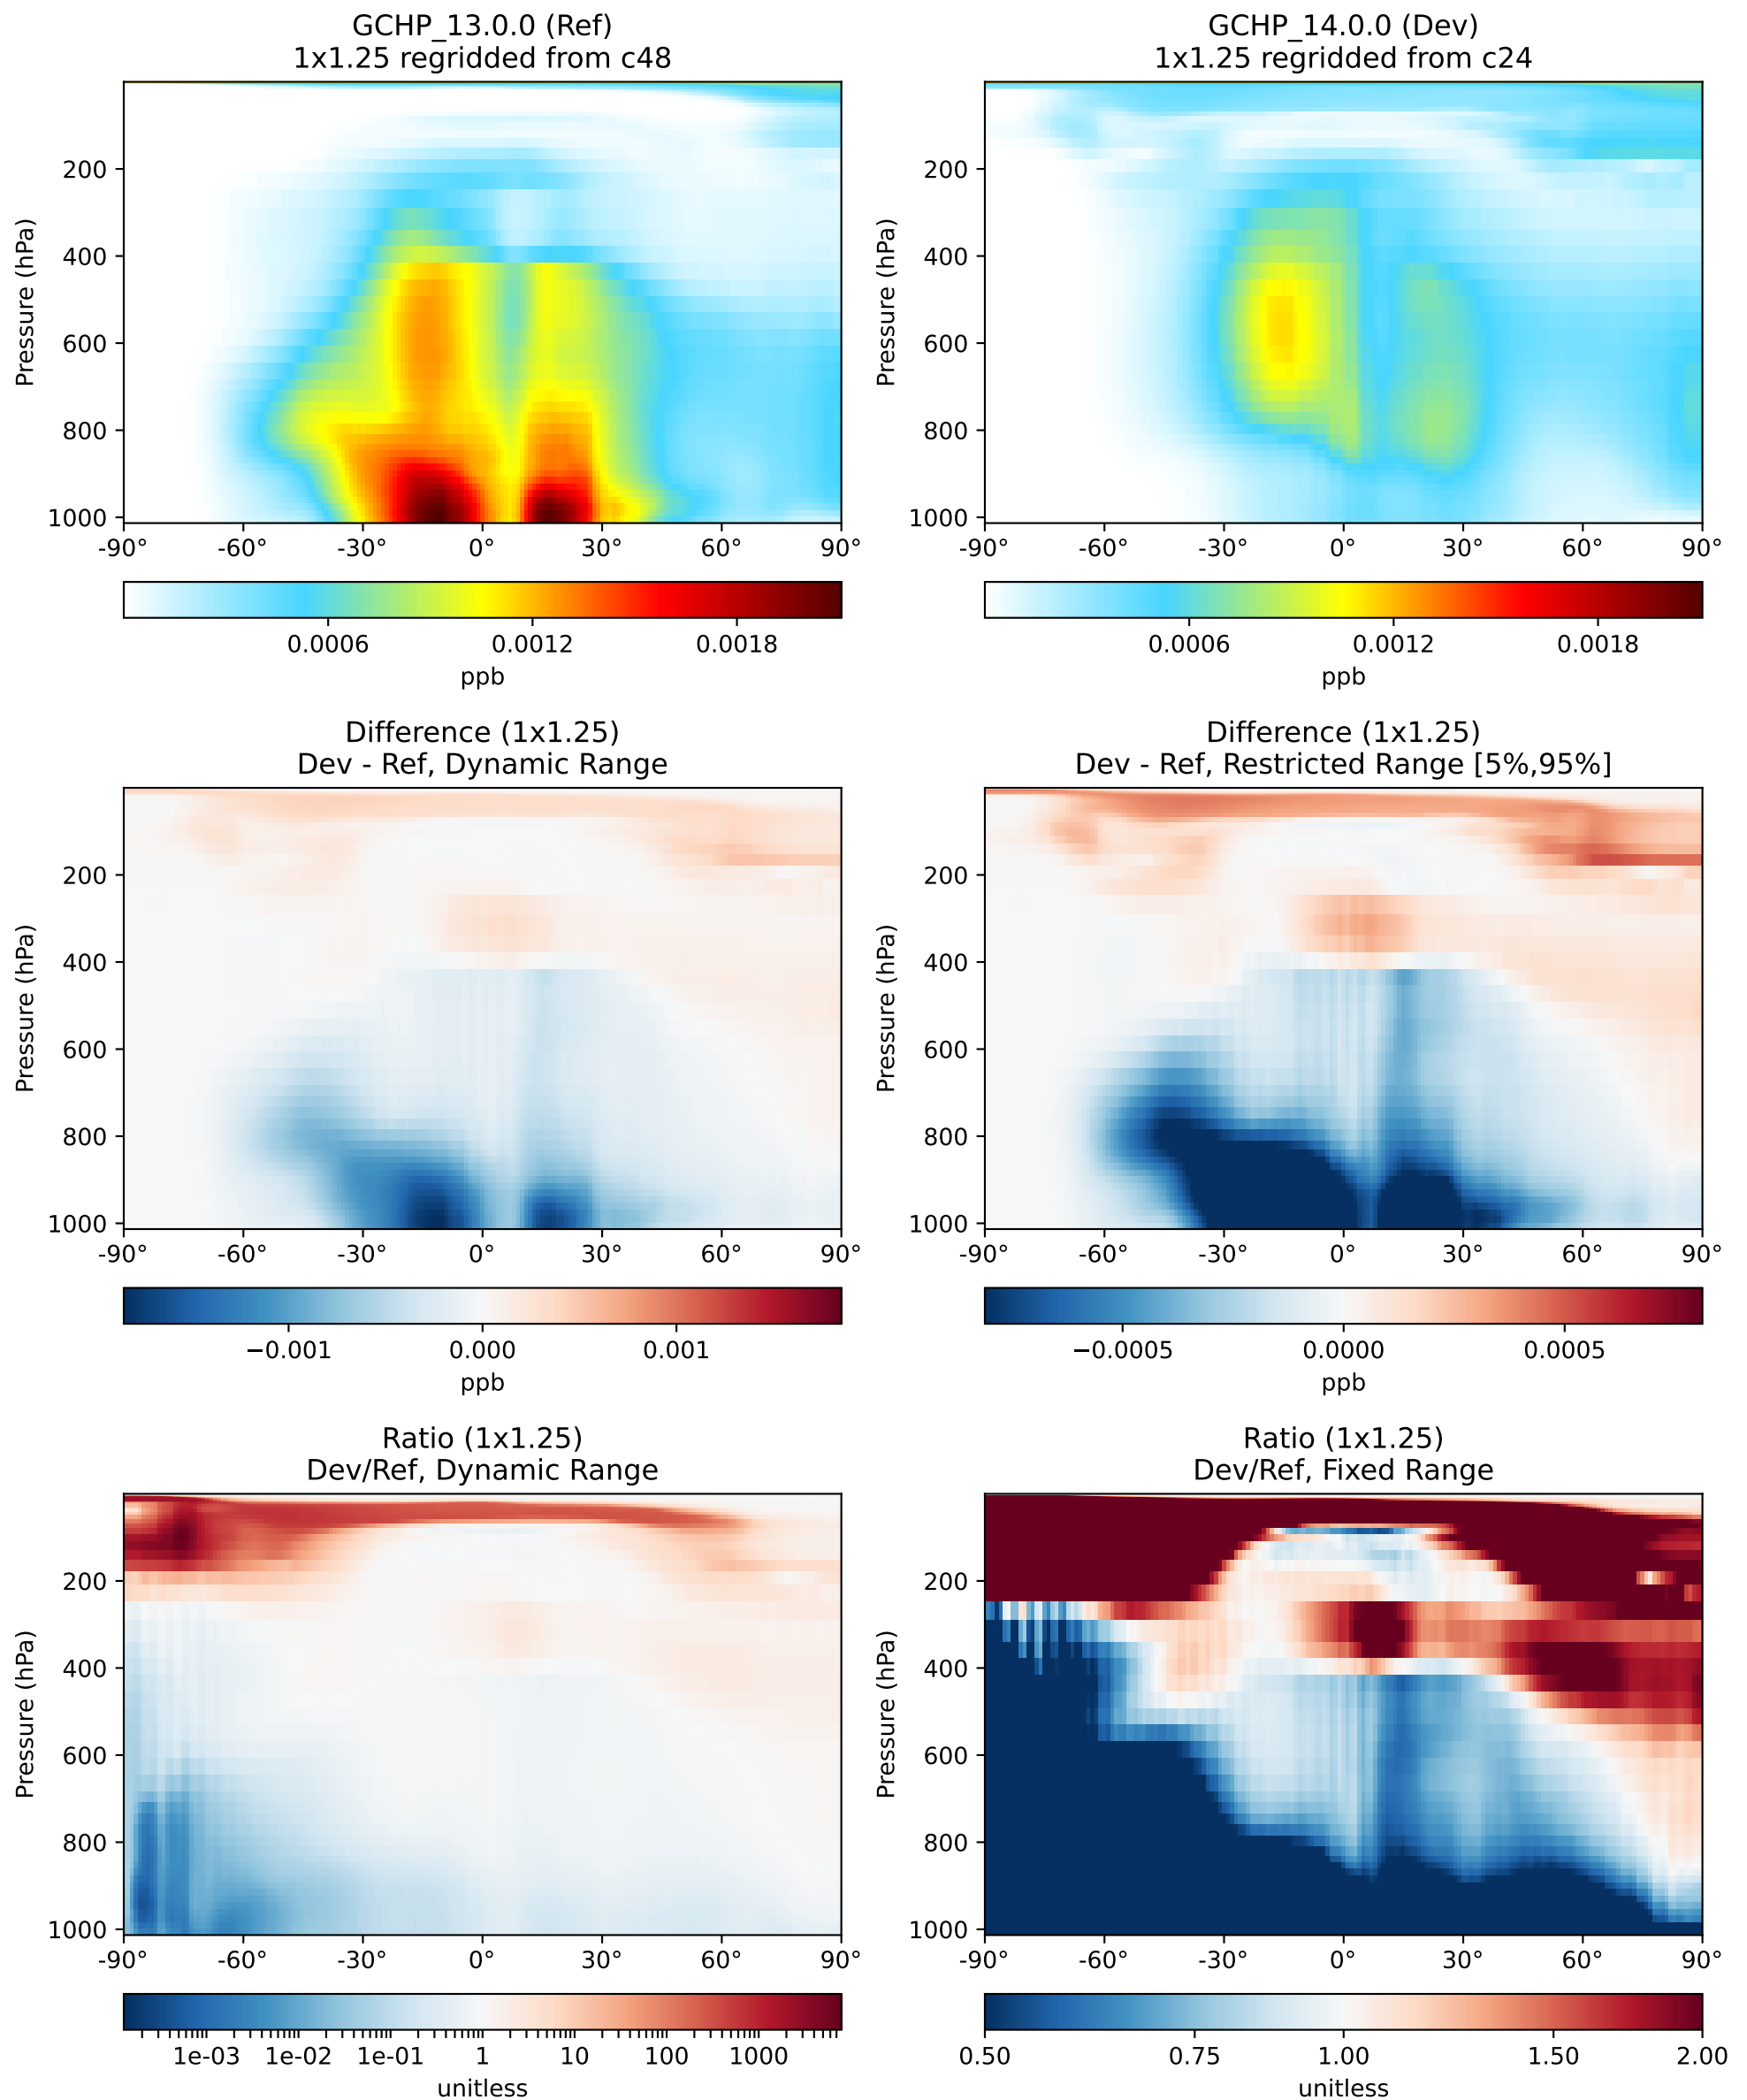 GCHP_13.0.0 (Ref)
1x1.25 regridded from c48
GCHP_14.0.0 (Dev)
1x1.25 regridded from c24
Pressure (hPa)
200
400
600
800
1000
-90° -60° -30° 0° 30° 60° 90°
0.0006 0.0012 0.0018
ppb
Pressure (hPa)
200
400
600
800
1000
-90° -60° -30° 0° 30° 60° 90°
0.0006 0.0012 0.0018
ppb
Difference (1x1.25)
Dev - Ref, Dynamic Range
Difference (1x1.25)
Dev - Ref, Restricted Range [5%,95%]
Pressure (hPa)
200
400
600
800
1000
-90° -60° -30° 0° 30° 60° 90°
−0.001 0.000 0.001
ppb
Pressure (hPa)
200
400
600
800
1000
-90° -60° -30° 0° 30° 60° 90°
−0.0005 0.0000 0.0005
ppb
Ratio (1x1.25)
Dev/Ref, Dynamic Range
Ratio (1x1.25)
Dev/Ref, Fixed Range
Pressure (hPa)
200
400
600
800
1000
-90° -60° -30° 0° 30° 60° 90°
1e-03 1e-02 1e-01 1 10 100 1000
unitless
Pressure (hPa)
200
400
600
800
1000
-90° -60° -30° 0° 30° 60° 90°
0.50 0.75 1.00 1.50 2.00
unitless